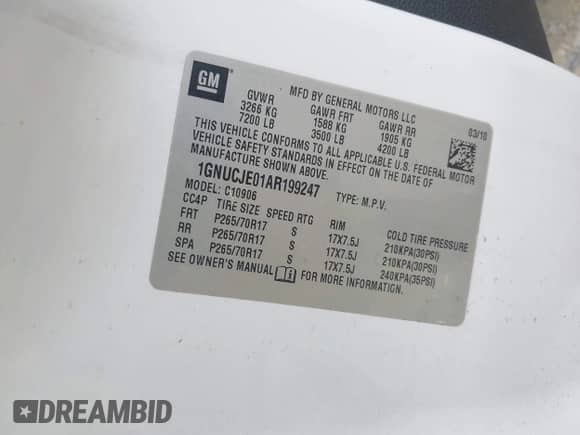 GM
MFD BY GENERAL MOTORS LLC 03/10
GVWR GAWR FRT GAWR RR
3266 KG 1588 KG 1905 KG
7200 LB 3500 LB 4200 LB
THIS VEHICLE CONFORMS TO ALL APPLICABLE U.S. FEDERAL MOTOR
VEHICLE SAFETY STANDARDS IN EFFECT ON THE DATE OF
MANUFACTURE SHOWN ABOVE.
1GNUCJE01AR199247 TYPE: M.P.V.
MODEL: C10906
CC4P TIRE SIZE SPEED RTG RIM COLD TIRE PRESSURE
FRT P265/70R17 S 17X7.5J 210KPA(30PSI)
RR P265/70R17 S 17X7.5J 210KPA(30PSI)
SPA P265/70R17 S 17X7.5J 240KPA(35PSI)
SEE OWNER'S MANUAL FOR MORE INFORMATION.
DREAMBID